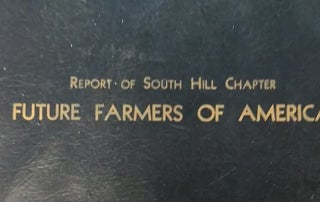 REPORT OF SOUTH HILL CHAPTER
FUTURE FARMERS OF AMERICA